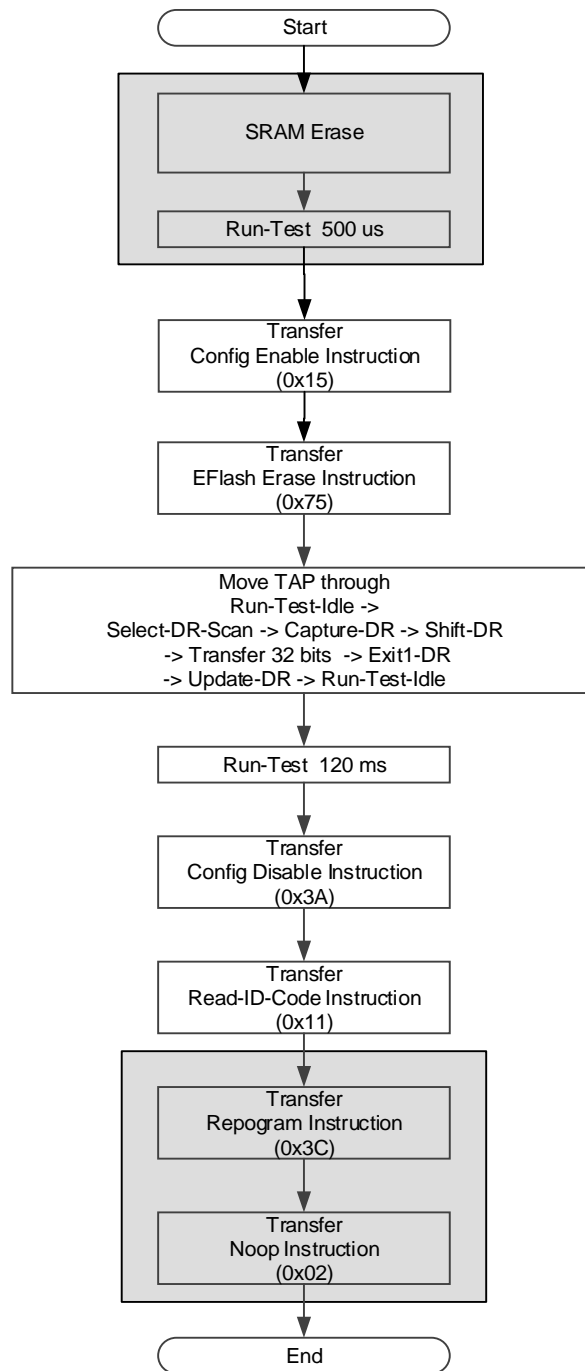 Start
SRAM Erase
Run-Test 500 us
Transfer
Config Enable Instruction
(0x15)
Transfer
EFlash Erase Instruction
(0x75)
Move TAP through
Run-Test-Idle ->
Select-DR-Scan -> Capture-DR -> Shift-DR
-> Transfer 32 bits -> Exit1-DR
-> Update-DR -> Run-Test-Idle
Run-Test 120 ms
Transfer
Config Disable Instruction
(0x3A)
Transfer
Read-ID-Code Instruction
(0x11)
Transfer
Repogram Instruction
(0x3C)
Transfer
Noop Instruction
(0x02)
End